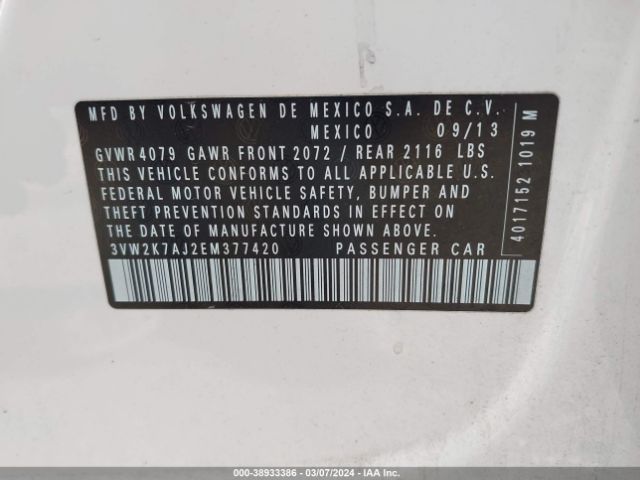 MFD BY VOLKSWAGEN DE MEXICO S.A. DE C.V.
MEXICO 09/13
GVWR 4079 GAWR FRONT 2072 / REAR 2116 LBS
THIS VEHICLE CONFORMS TO ALL APPLICABLE U.S.
FEDERAL MOTOR VEHICLE SAFETY, BUMPER AND
THEFT PREVENTION STANDARDS IN EFFECT ON
THE DATE OF MANUFACTURE SHOWN ABOVE.
3VW2K7AJ2EM377420 PASSENGER CAR
4017152 1019 M
000-38933386 - 03/07/2024 - IAA Inc.